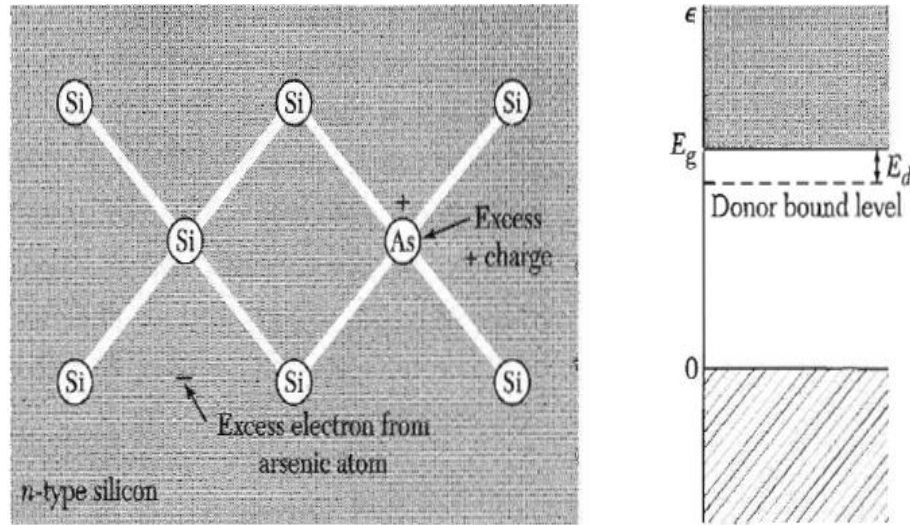 Si
Si
Si
+
Si
As
Excess
+ charge
Si
−
Si
Si
Excess electron from
arsenic atom
n-type silicon
ϵ
E_g
E_d
Donor bound level
0